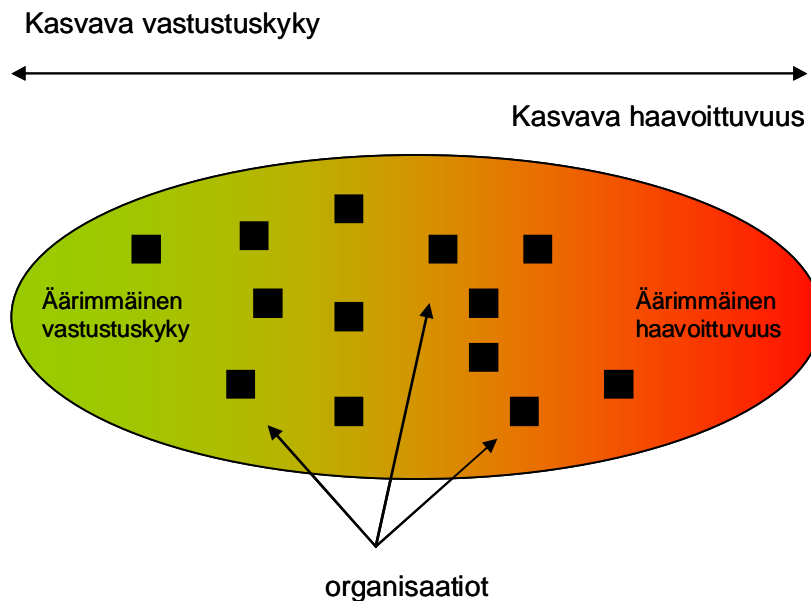 Kasvava vastustuskyky
Kasvava haavoittuvuus
Äärimmäinen
vastustuskyky
Äärimmäinen
haavoittuvuus
organisaatiot